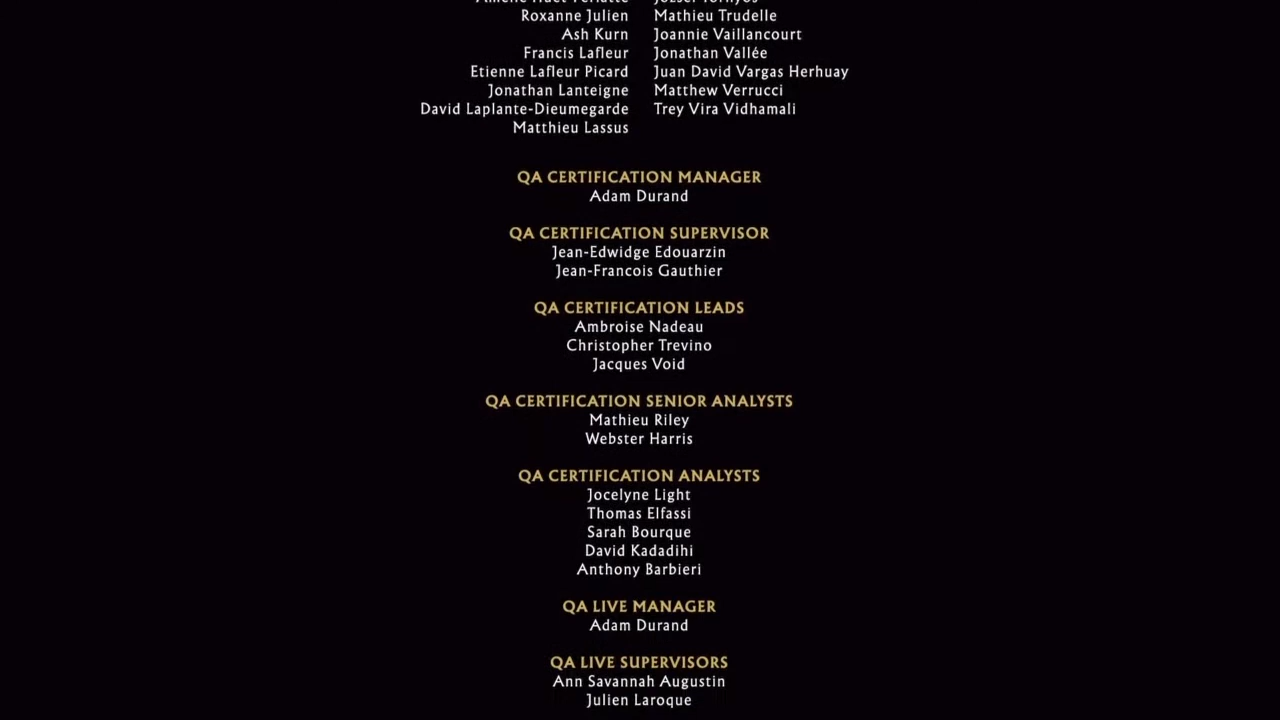 Roxanne Julien Mathieu Trudelle
Ash Kurn Joannie Vaillancourt
Francis Lafleur Jonathan Vallée
Etienne Lafleur Picard Juan David Vargas Herhuay
Jonathan Lanteigne Matthew Verrucci
David Laplante-Dieumegarde Trey Vira Vidhamali
Matthieu Lassus
QA CERTIFICATION MANAGER
Adam Durand
QA CERTIFICATION SUPERVISOR
Jean-Edwidge Edouarzin
Jean-Francois Gauthier
QA CERTIFICATION LEADS
Ambroise Nadeau
Christopher Trevino
Jacques Void
QA CERTIFICATION SENIOR ANALYSTS
Mathieu Riley
Webster Harris
QA CERTIFICATION ANALYSTS
Jocelyne Light
Thomas Elfassi
Sarah Bourque
David Kadadihi
Anthony Barbieri
QA LIVE MANAGER
Adam Durand
QA LIVE SUPERVISORS
Ann Savannah Augustin
Julien Laroque